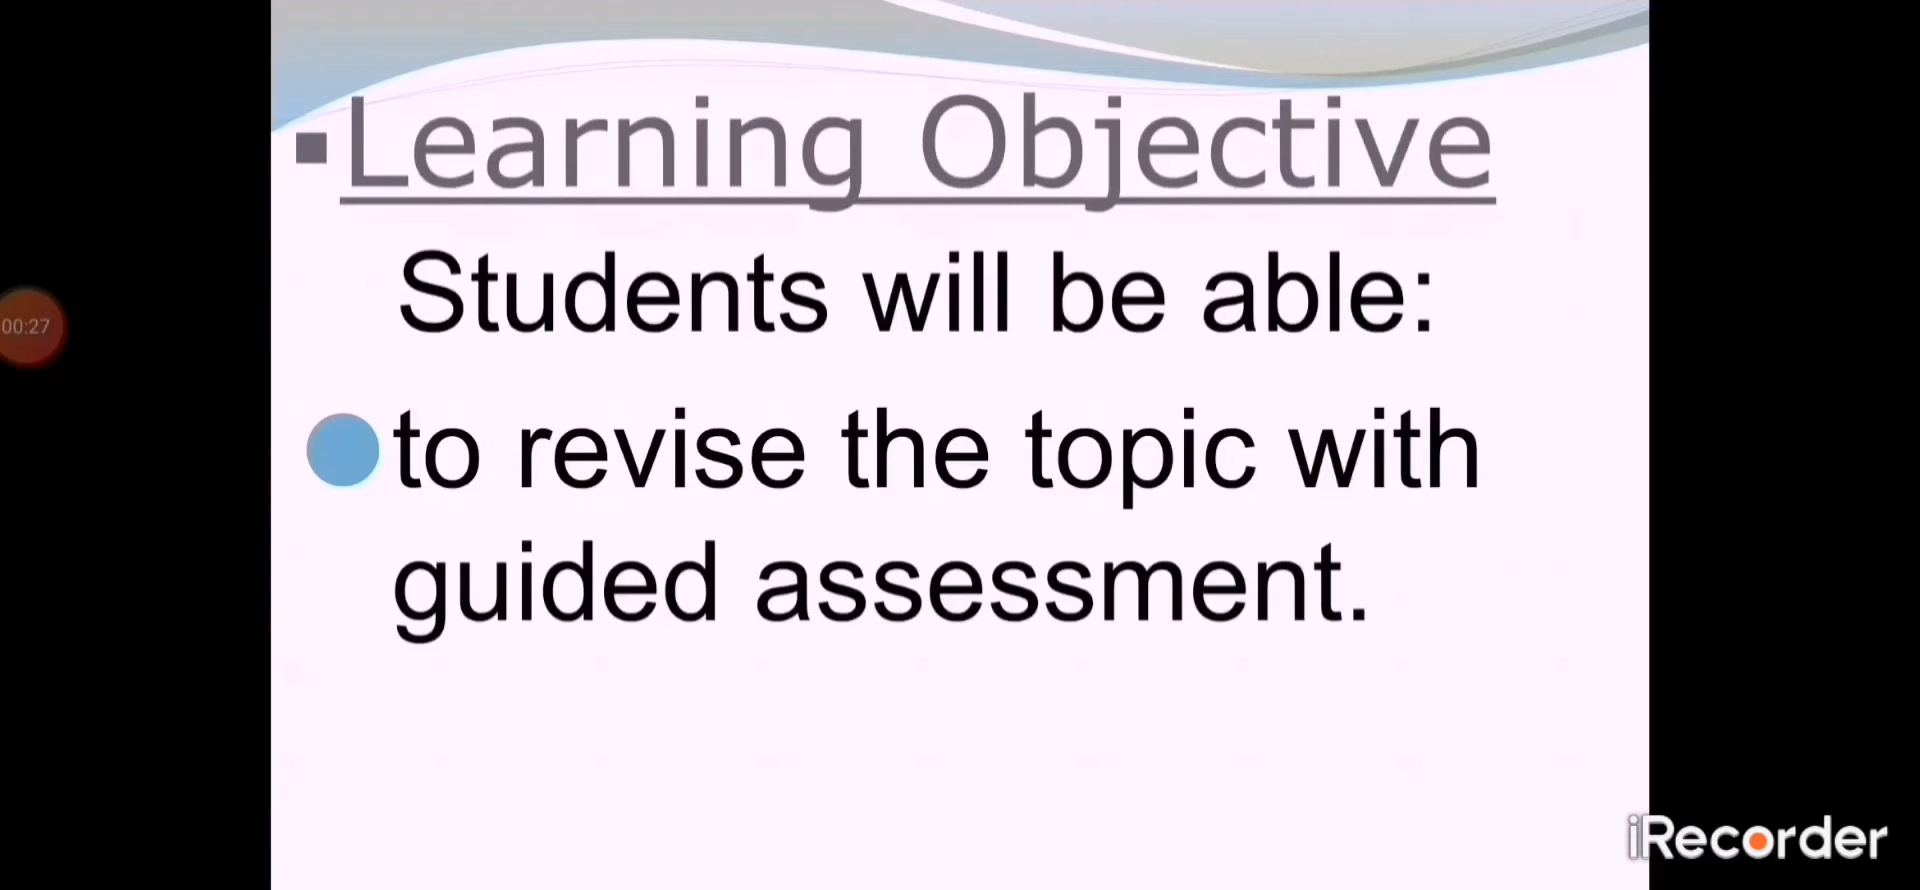 ▪Learning Objective
Students will be able:
00:27
to revise the topic with
guided assessment.
iRecorder